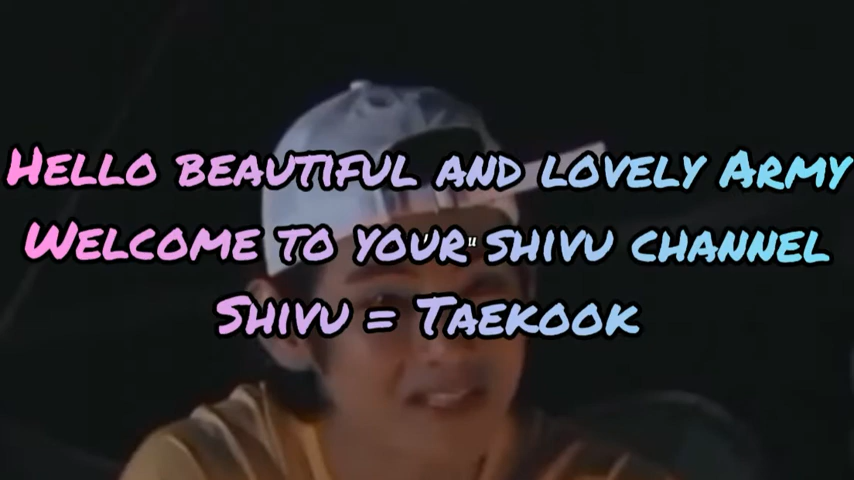 Hello beautiful and lovely Army
Welcome to your shivu channel
Shivu = Taekook